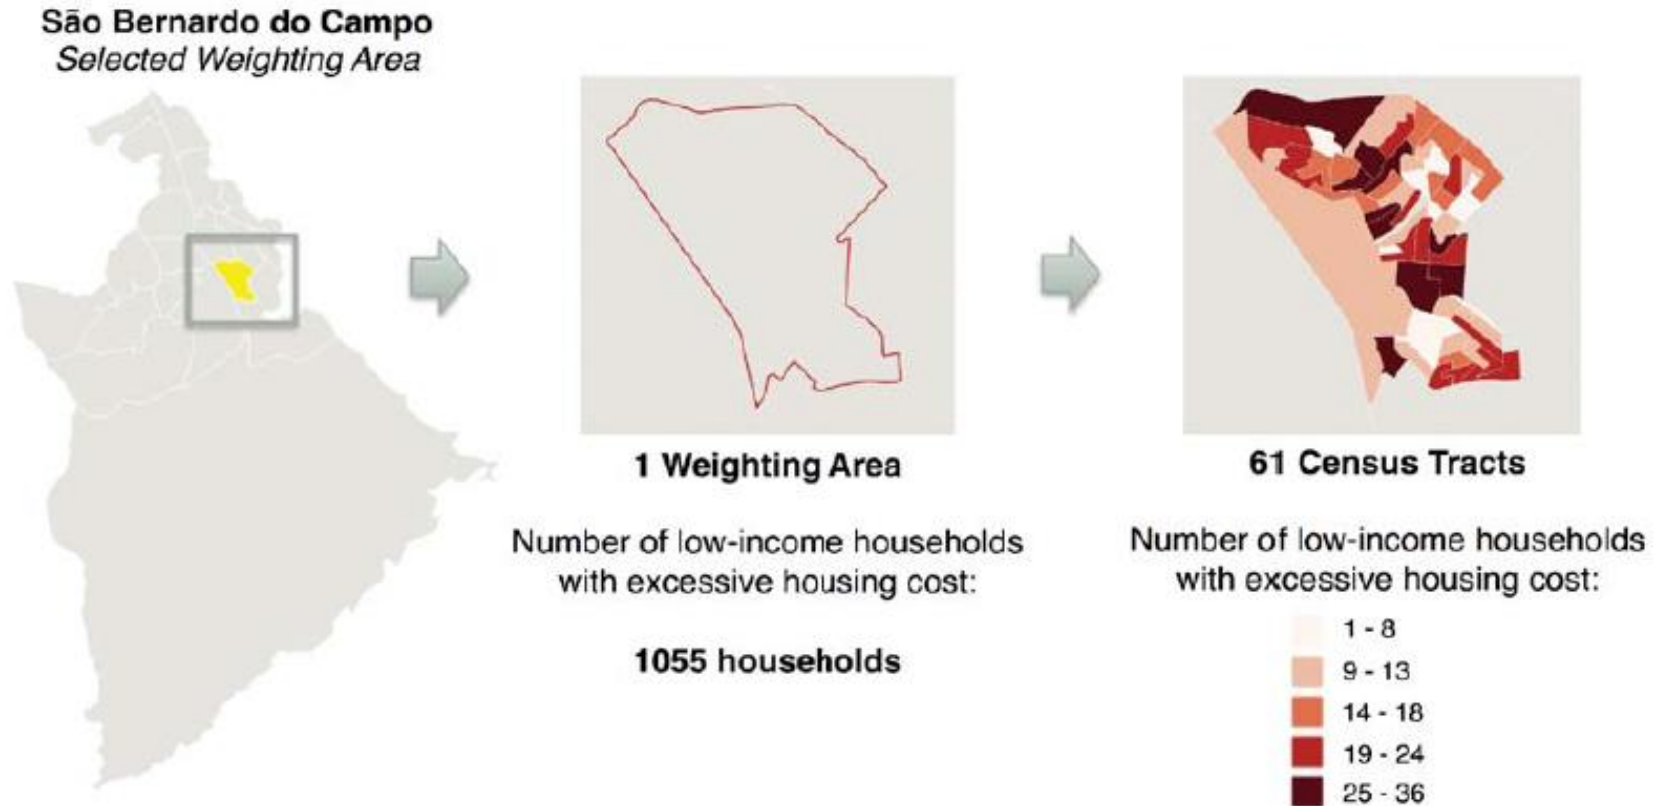 São Bernardo do Campo
Selected Weighting Area
1 Weighting Area
Number of low-income households
with excessive housing cost:
1055 households
61 Census Tracts
Number of low-income households
with excessive housing cost:
1 - 8
9 - 13
14 - 18
19 - 24
25 - 36